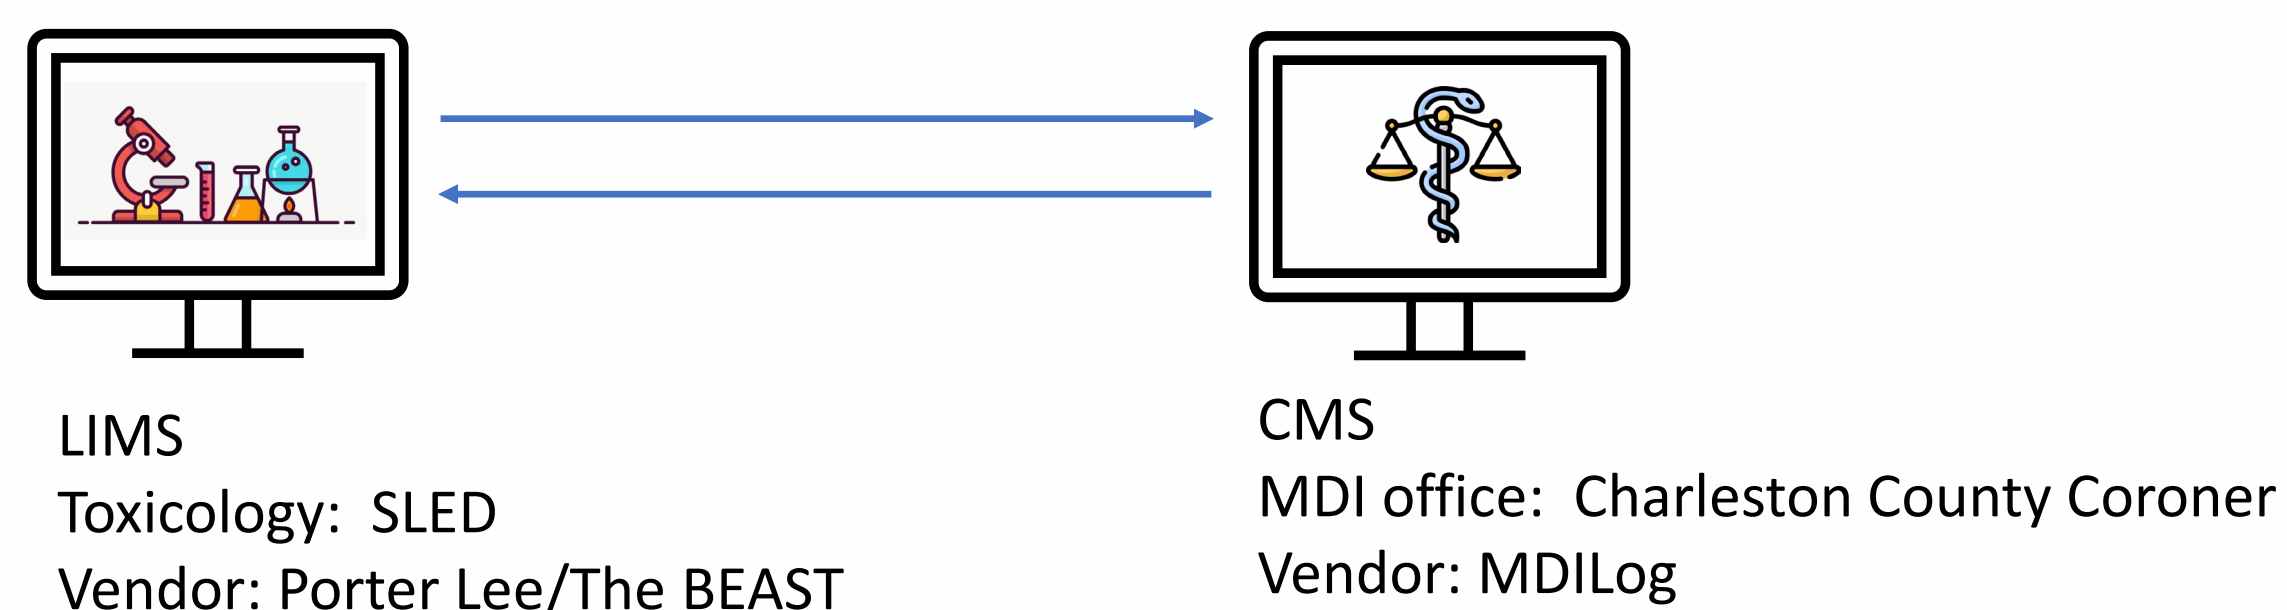 LIMS
Toxicology:  SLED
Vendor: Porter Lee/The BEAST
CMS
MDI office:  Charleston County Coroner
Vendor: MDILog